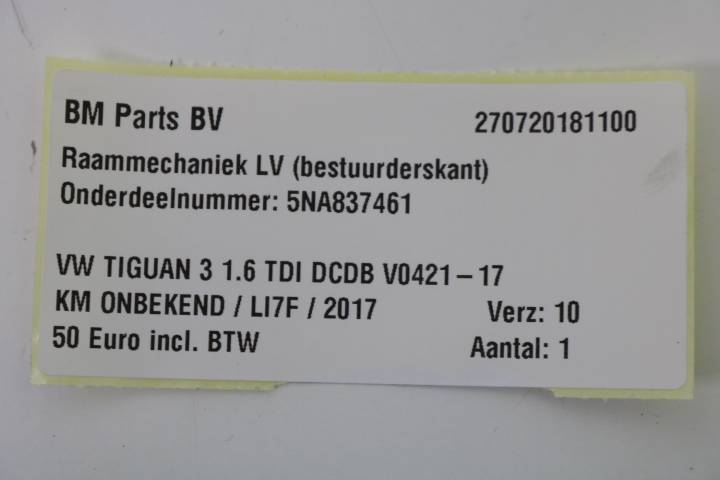 BM Parts BV 270720181100
Raammechaniek LV (bestuurderskant)
Onderdeelnummer: 5NA837461
VW TIGUAN 3 1.6 TDI DCDB V0421-17
KM ONBEKEND / LI7F / 2017 Verz: 10
50 Euro incl. BTW Aantal: 1